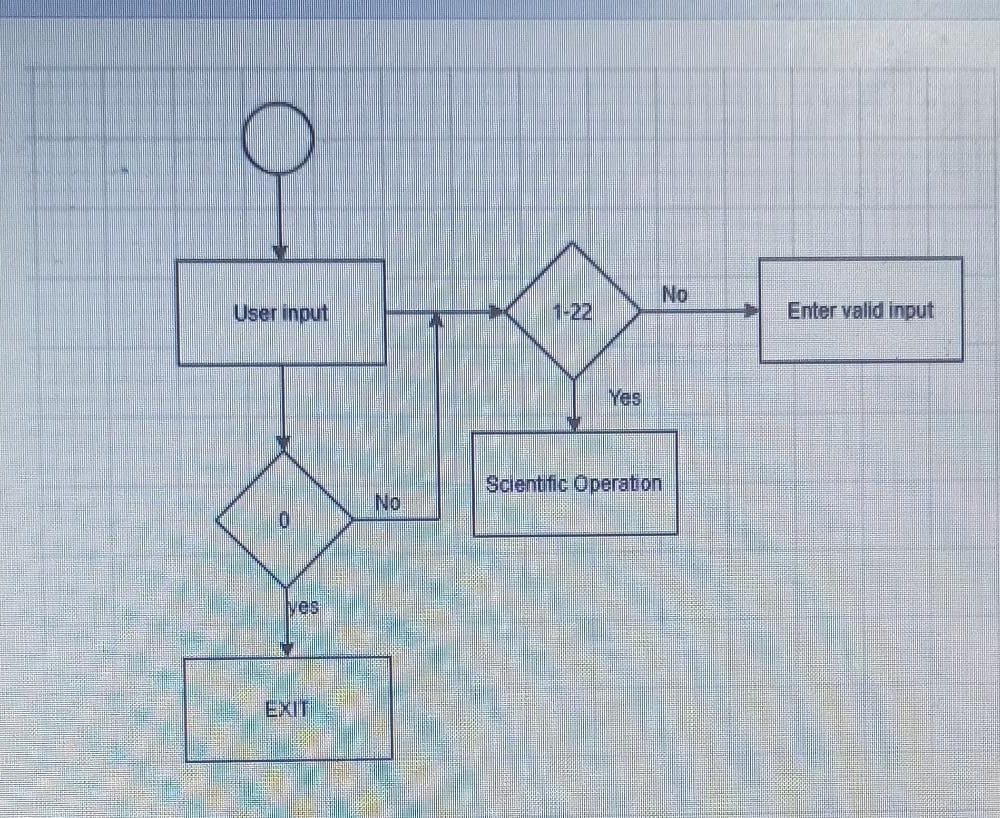 No
User input
1-22
Enter valid input
Yes
Scientific Operation
No
0
yes
EXIT